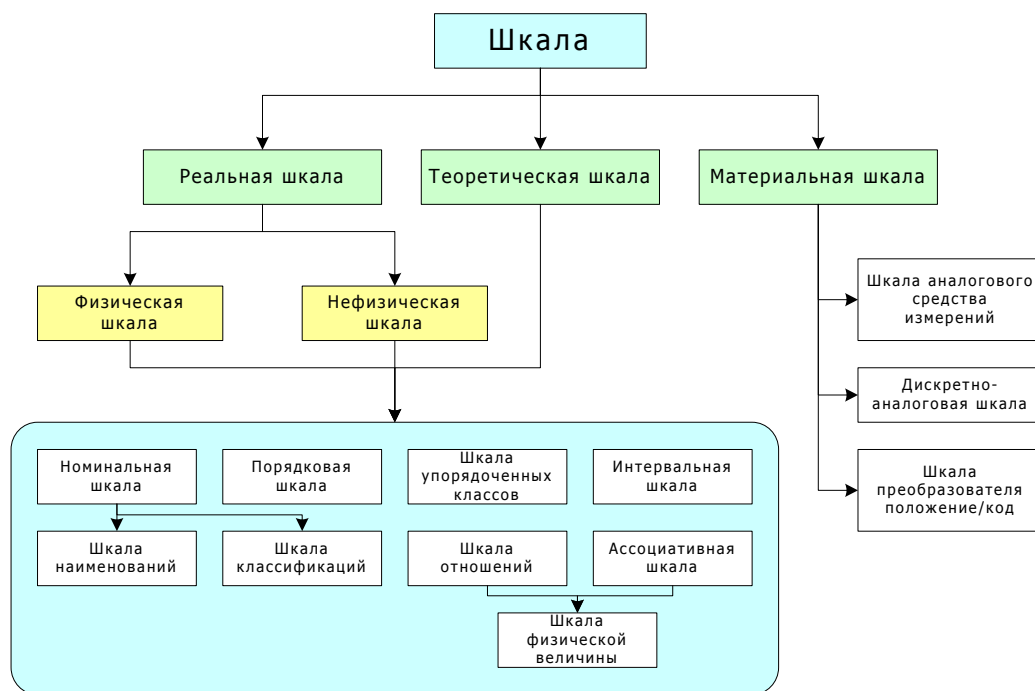 Шкала
Реальная шкала
Теоретическая шкала
Материальная шкала
Физическая
шкала
Нефизическая
шкала
Шкала аналогового
средства
измерений
Дискретно-
аналоговая шкала
Шкала
преобразователя
положение/код
Номинальная
шкала
Порядковая
шкала
Шкала
упорядоченных
классов
Интервальная
шкала
Шкала
наименований
Шкала
классификаций
Шкала
отношений
Ассоциативная
шкала
Шкала
физической
величины